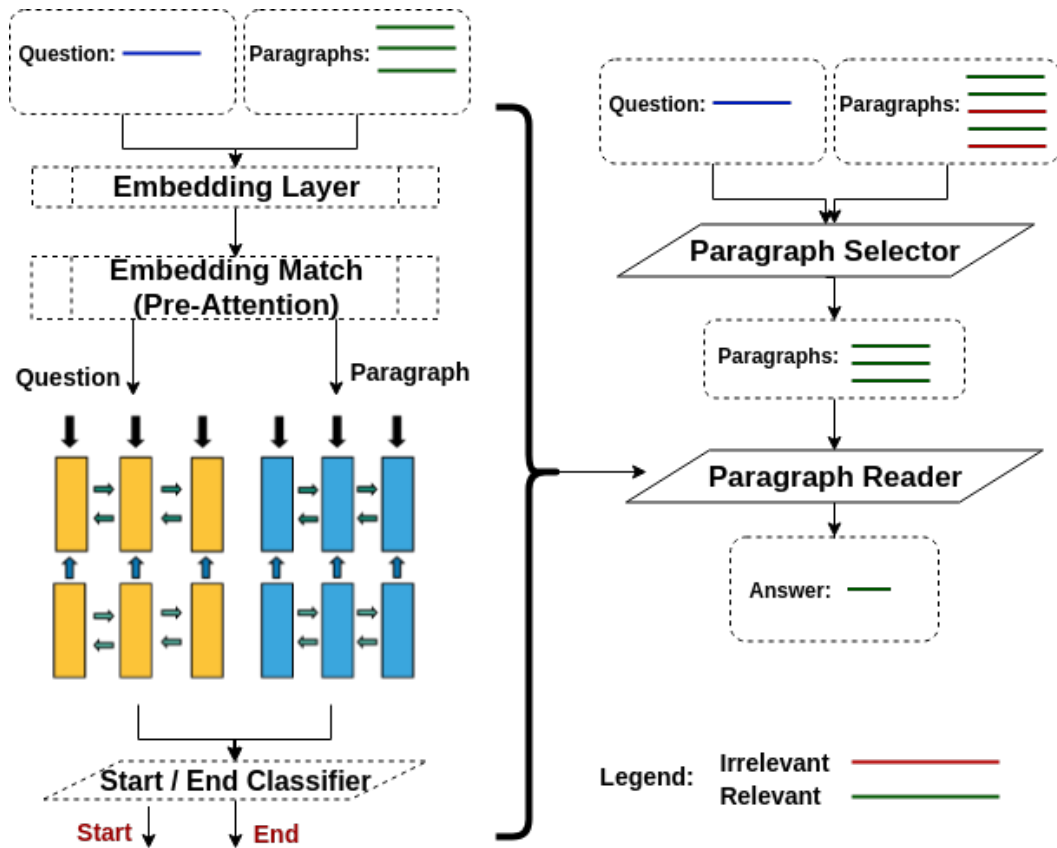 Question:
Paragraphs:
Embedding Layer
Embedding Match
(Pre-Attention)
Question
Paragraph
Start / End Classifier
Start
End
Question:
Paragraphs:
Paragraph Selector
Paragraphs:
Paragraph Reader
Answer:
Legend:
Irrelevant
Relevant